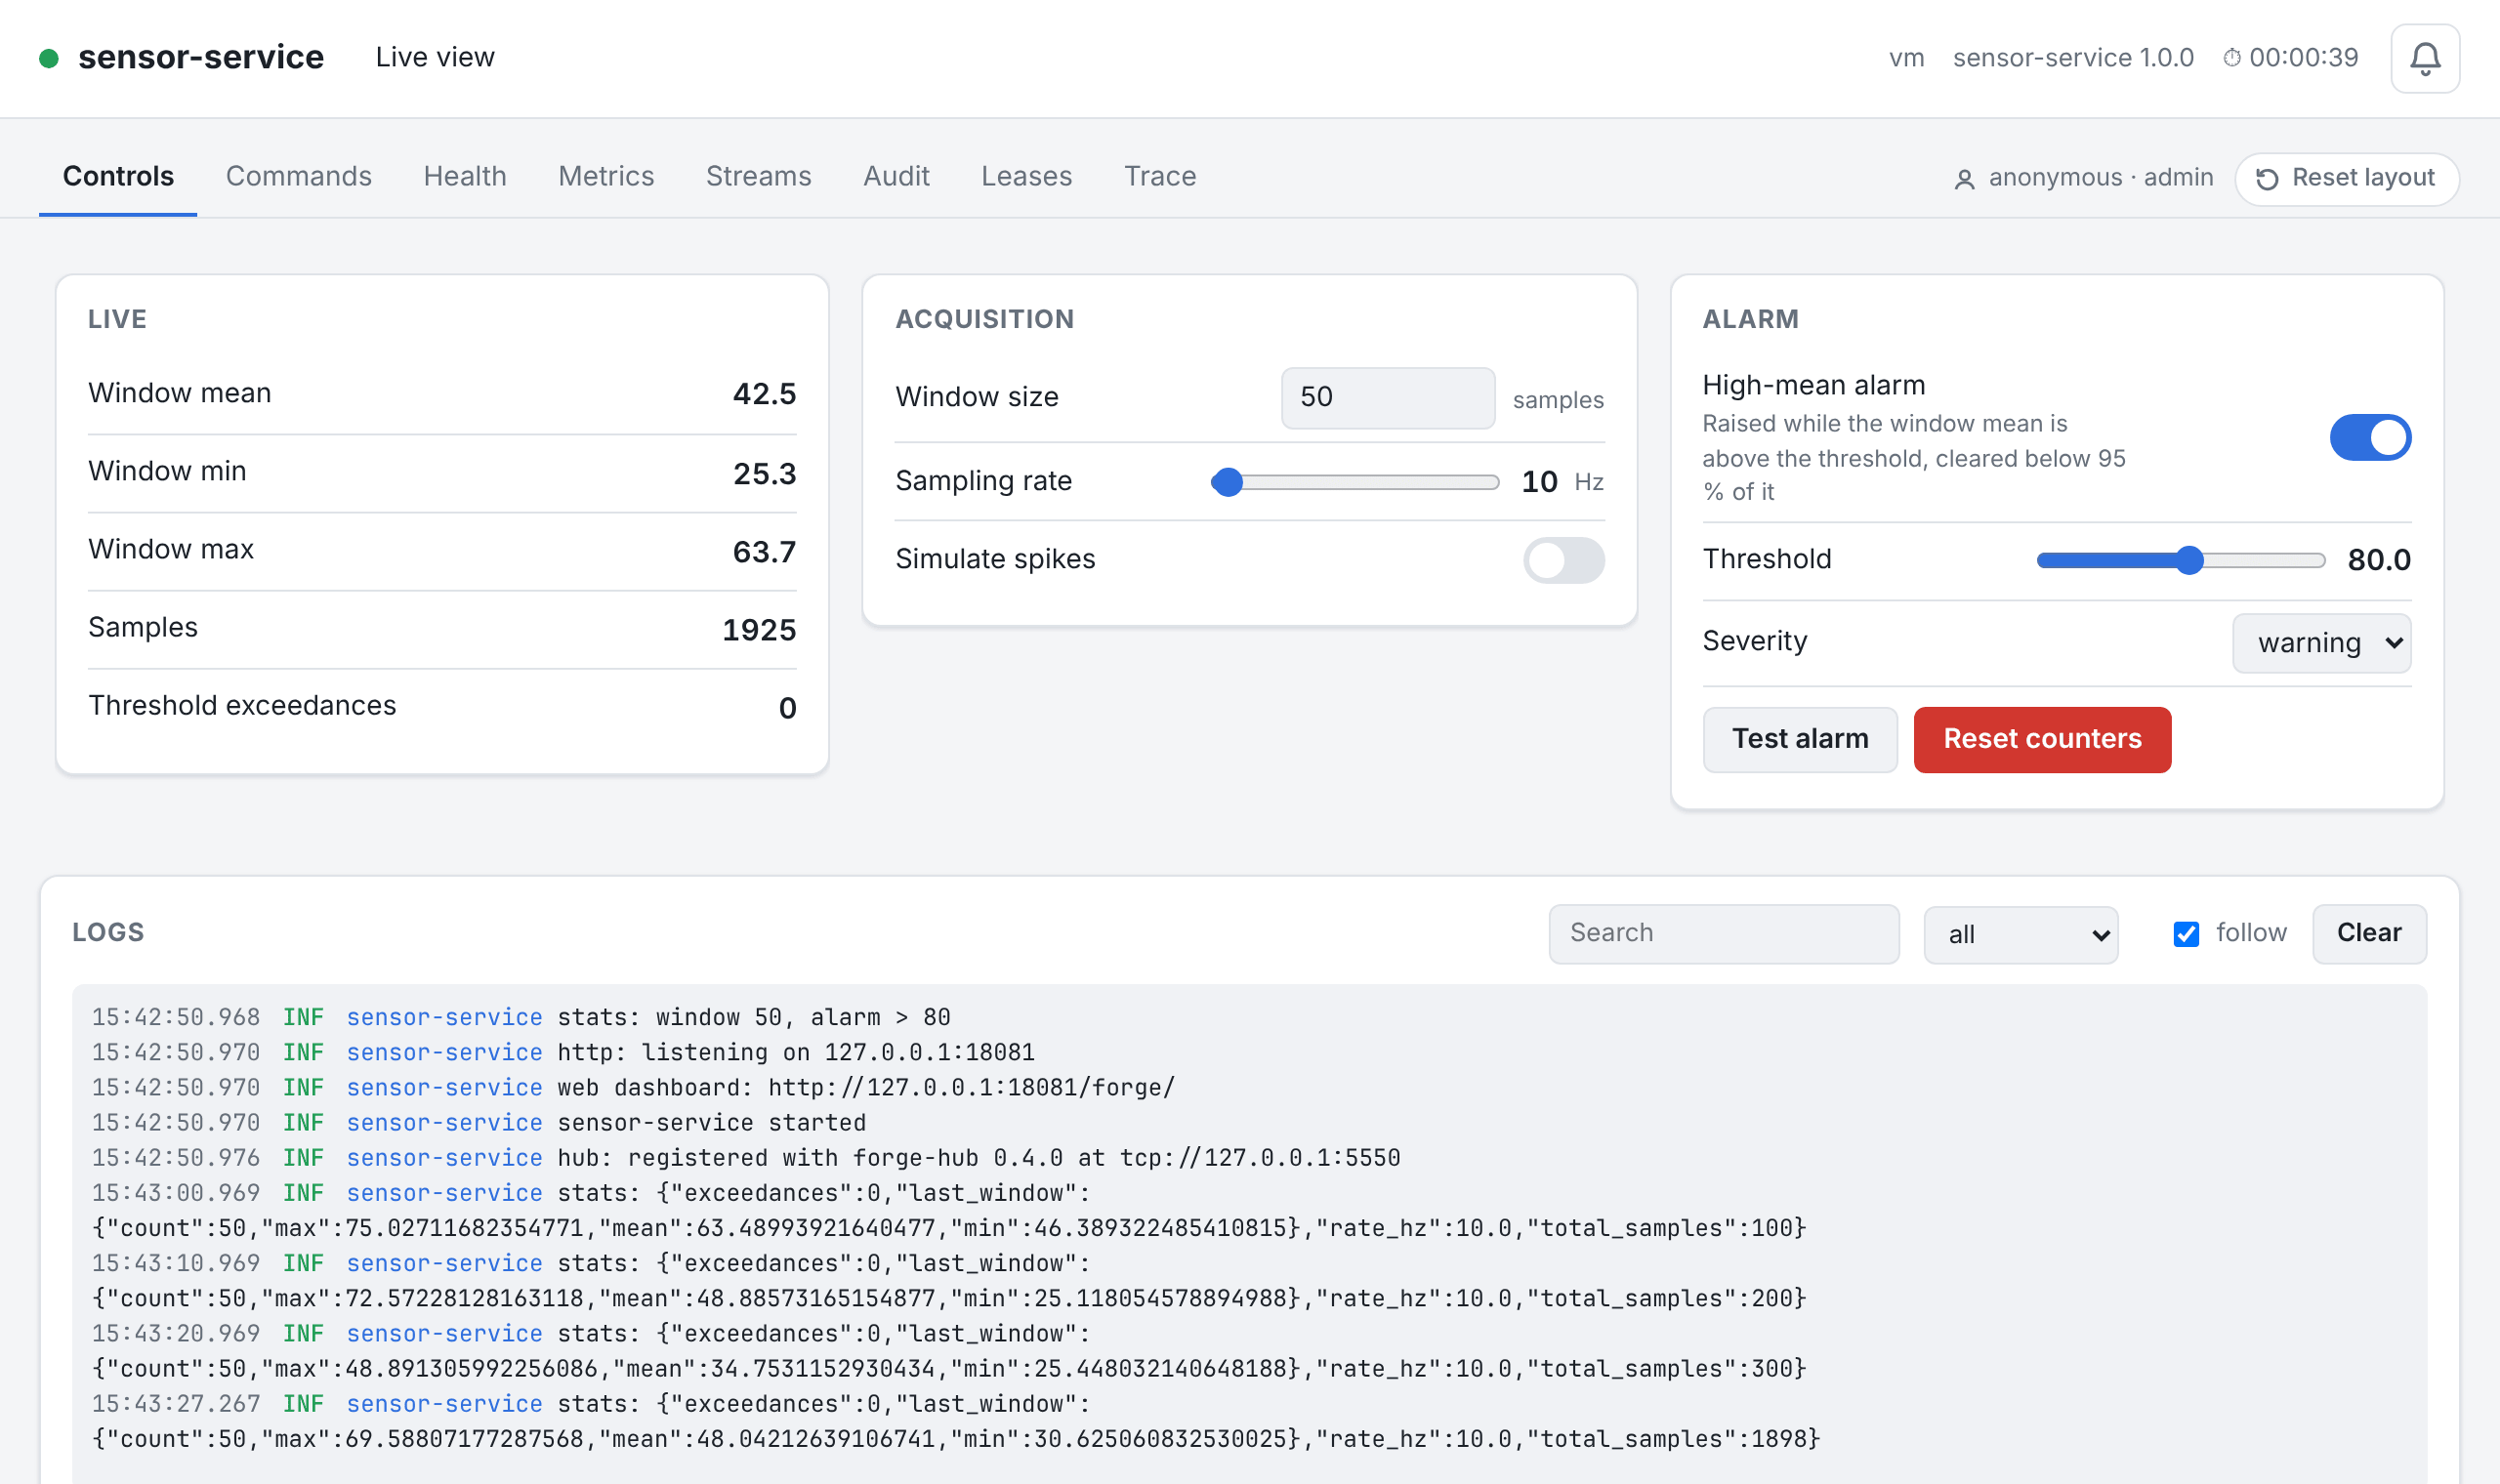 sensor-service Live view vm sensor-service 1.0.0 ⏱ 00:00:39
Controls Commands Health Metrics Streams Audit Leases Trace anonymous · admin Reset layout
LIVE
Window mean 42.5
Window min 25.3
Window max 63.7
Samples 1925
Threshold exceedances 0
ACQUISITION
Window size 50 samples
Sampling rate 10 Hz
Simulate spikes
ALARM
High-mean alarm
Raised while the window mean is
above the threshold, cleared below 95
% of it
Threshold 80.0
Severity warning
Test alarm Reset counters
LOGS Search all follow Clear
15:42:50.968 INF sensor-service stats: window 50, alarm > 80
15:42:50.970 INF sensor-service http: listening on 127.0.0.1:18081
15:42:50.970 INF sensor-service web dashboard: http://127.0.0.1:18081/forge/
15:42:50.970 INF sensor-service sensor-service started
15:42:50.976 INF sensor-service hub: registered with forge-hub 0.4.0 at tcp://127.0.0.1:5550
15:43:00.969 INF sensor-service stats: {"exceedances":0,"last_window":
{"count":50,"max":75.02711682354771,"mean":63.48993921640477,"min":46.389322485410815},"rate_hz":10.0,"total_samples":100}
15:43:10.969 INF sensor-service stats: {"exceedances":0,"last_window":
{"count":50,"max":72.57228128163118,"mean":48.88573165154877,"min":25.118054578894988},"rate_hz":10.0,"total_samples":200}
15:43:20.969 INF sensor-service stats: {"exceedances":0,"last_window":
{"count":50,"max":48.891305992256086,"mean":34.7531152930434,"min":25.448032140648188},"rate_hz":10.0,"total_samples":300}
15:43:27.267 INF sensor-service stats: {"exceedances":0,"last_window":
{"count":50,"max":69.58807177287568,"mean":48.04212639106741,"min":30.625060832530025},"rate_hz":10.0,"total_samples":1898}